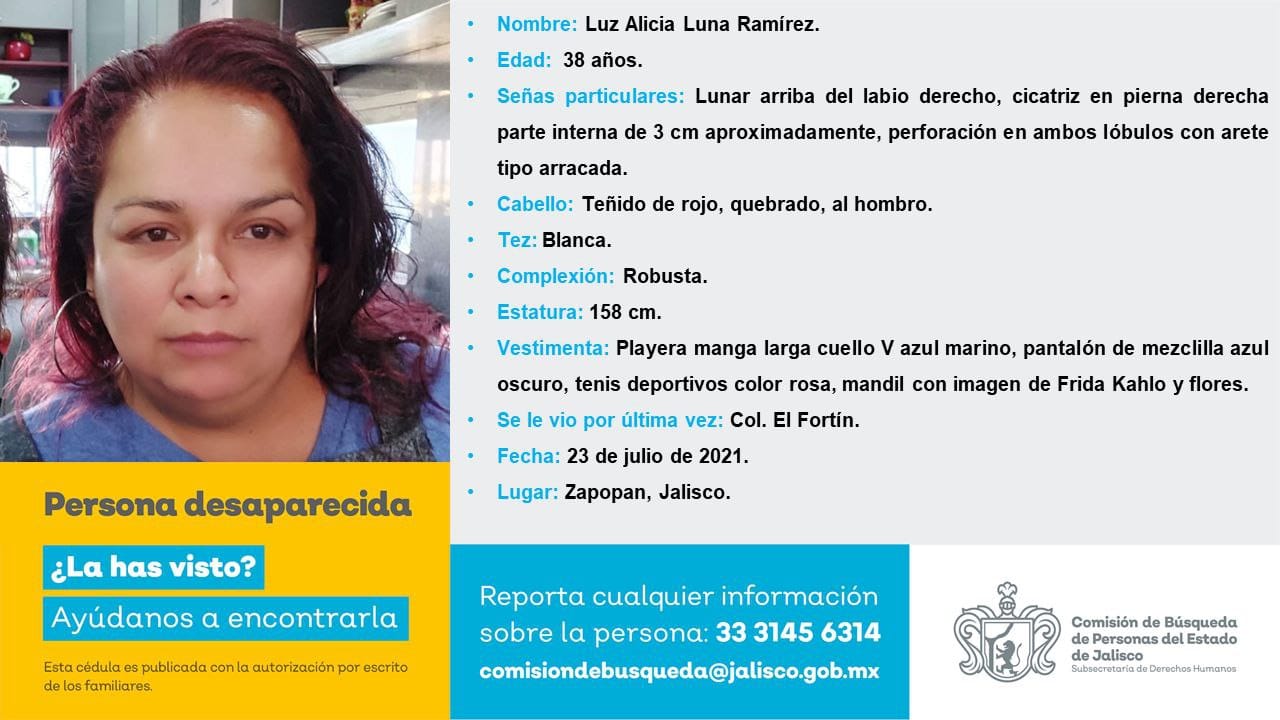 Nombre: Luz Alicia Luna Ramírez.
Edad: 38 años.
Señas particulares: Lunar arriba del labio derecho, cicatriz en pierna derecha
parte interna de 3 cm aproximadamente, perforación en ambos lóbulos con arete
tipo arracada.
Cabello: Teñido de rojo, quebrado, al hombro.
Tez: Blanca.
Complexión: Robusta.
Estatura: 158 cm.
Vestimenta: Playera manga larga cuello V azul marino, pantalón de mezclilla azul
oscuro, tenis deportivos color rosa, mandil con imagen de Frida Kahlo y flores.
Se le vio por última vez: Col. El Fortín.
Fecha: 23 de julio de 2021.
Lugar: Zapopan, Jalisco.
Persona desaparecida
¿La has visto?
Ayúdanos a encontrarla
Esta cédula es publicada con la autorización por escrito
de los familiares.
Reporta cualquier información
sobre la persona: 33 3145 6314
comisiondebusqueda@jalisco.gob.mx
Comisión de Búsqueda
de Personas del Estado
de Jalisco
Subsecretaría de Derechos Humanos